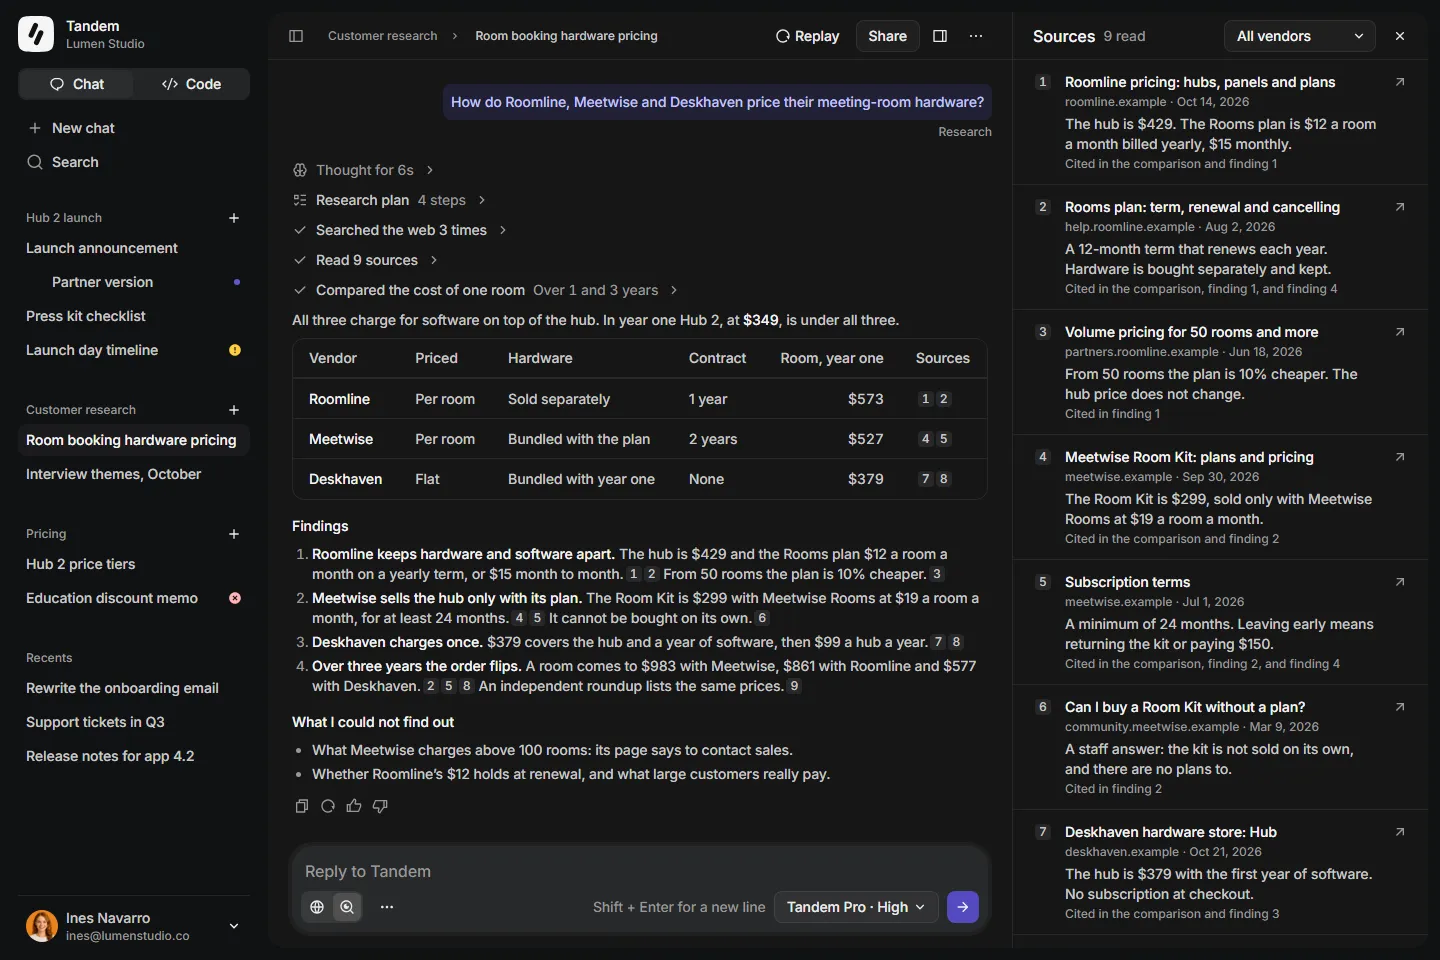 Tandem
Lumen Studio
Chat
Code
New chat
Search
Hub 2 launch
Launch announcement
Partner version
Press kit checklist
Launch day timeline
Customer research
Room booking hardware pricing
Interview themes, October
Pricing
Hub 2 price tiers
Education discount memo
Recents
Rewrite the onboarding email
Support tickets in Q3
Release notes for app 4.2
Ines Navarro
ines@lumenstudio.co
Customer research
Room booking hardware pricing
Replay
Share
How do Roomline, Meetwise and Deskhaven price their meeting-room hardware?
Research
Thought for 6s
Research plan 4 steps
Searched the web 3 times
Read 9 sources
Compared the cost of one room Over 1 and 3 years
All three charge for software on top of the hub. In year one Hub 2, at $349, is under all three.
Vendor Priced Hardware Contract Room, year one Sources
Roomline Per room Sold separately 1 year $573 1 2
Meetwise Per room Bundled with the plan 2 years $527 4 5
Deskhaven Flat Bundled with year one None $379 7 8
Findings
1. Roomline keeps hardware and software apart. The hub is $429 and the Rooms plan $12 a room a
month on a yearly term, or $15 month to month. 1 2 From 50 rooms the plan is 10% cheaper. 3
2. Meetwise sells the hub only with its plan. The Room Kit is $299 with Meetwise Rooms at $19 a room a
month, for at least 24 months. 4 5 It cannot be bought on its own. 6
3. Deskhaven charges once. $379 covers the hub and a year of software, then $99 a hub a year. 7 8
4. Over three years the order flips. A room comes to $983 with Meetwise, $861 with Roomline and $577
with Deskhaven. 2 5 8 An independent roundup lists the same prices. 9
What I could not find out
• What Meetwise charges above 100 rooms: its page says to contact sales.
• Whether Roomline's $12 holds at renewal, and what large customers really pay.
Reply to Tandem
Shift + Enter for a new line
Tandem Pro · High
Sources 9 read
All vendors
1 Roomline pricing: hubs, panels and plans
roomline.example · Oct 14, 2026
The hub is $429. The Rooms plan is $12 a room
a month billed yearly, $15 monthly.
Cited in the comparison and finding 1
2 Rooms plan: term, renewal and cancelling
help.roomline.example · Aug 2, 2026
A 12-month term that renews each year.
Hardware is bought separately and kept.
Cited in the comparison, finding 1, and finding 4
3 Volume pricing for 50 rooms and more
partners.roomline.example · Jun 18, 2026
From 50 rooms the plan is 10% cheaper. The
hub price does not change.
Cited in finding 1
4 Meetwise Room Kit: plans and pricing
meetwise.example · Sep 30, 2026
The Room Kit is $299, sold only with Meetwise
Rooms at $19 a room a month.
Cited in the comparison and finding 2
5 Subscription terms
meetwise.example · Jul 1, 2026
A minimum of 24 months. Leaving early means
returning the kit or paying $150.
Cited in the comparison, finding 2, and finding 4
6 Can I buy a Room Kit without a plan?
community.meetwise.example · Mar 9, 2026
A staff answer: the kit is not sold on its own,
and there are no plans to.
Cited in finding 2
7 Deskhaven hardware store: Hub
deskhaven.example · Oct 21, 2026
The hub is $379 with the first year of software.
No subscription at checkout.
Cited in the comparison and finding 3